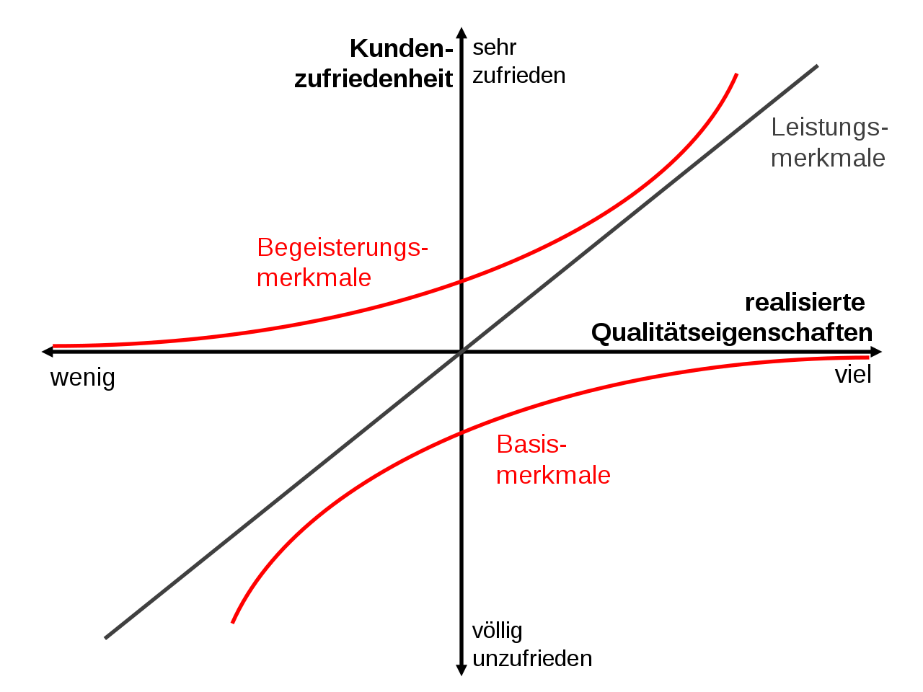 Kunden-
zufriedenheit
sehr
zufrieden
Leistungs-
merkmale
Begeisterungs-
merkmale
realisierte
Qualitätseigenschaften
wenig
viel
Basis-
merkmale
völlig
unzufrieden